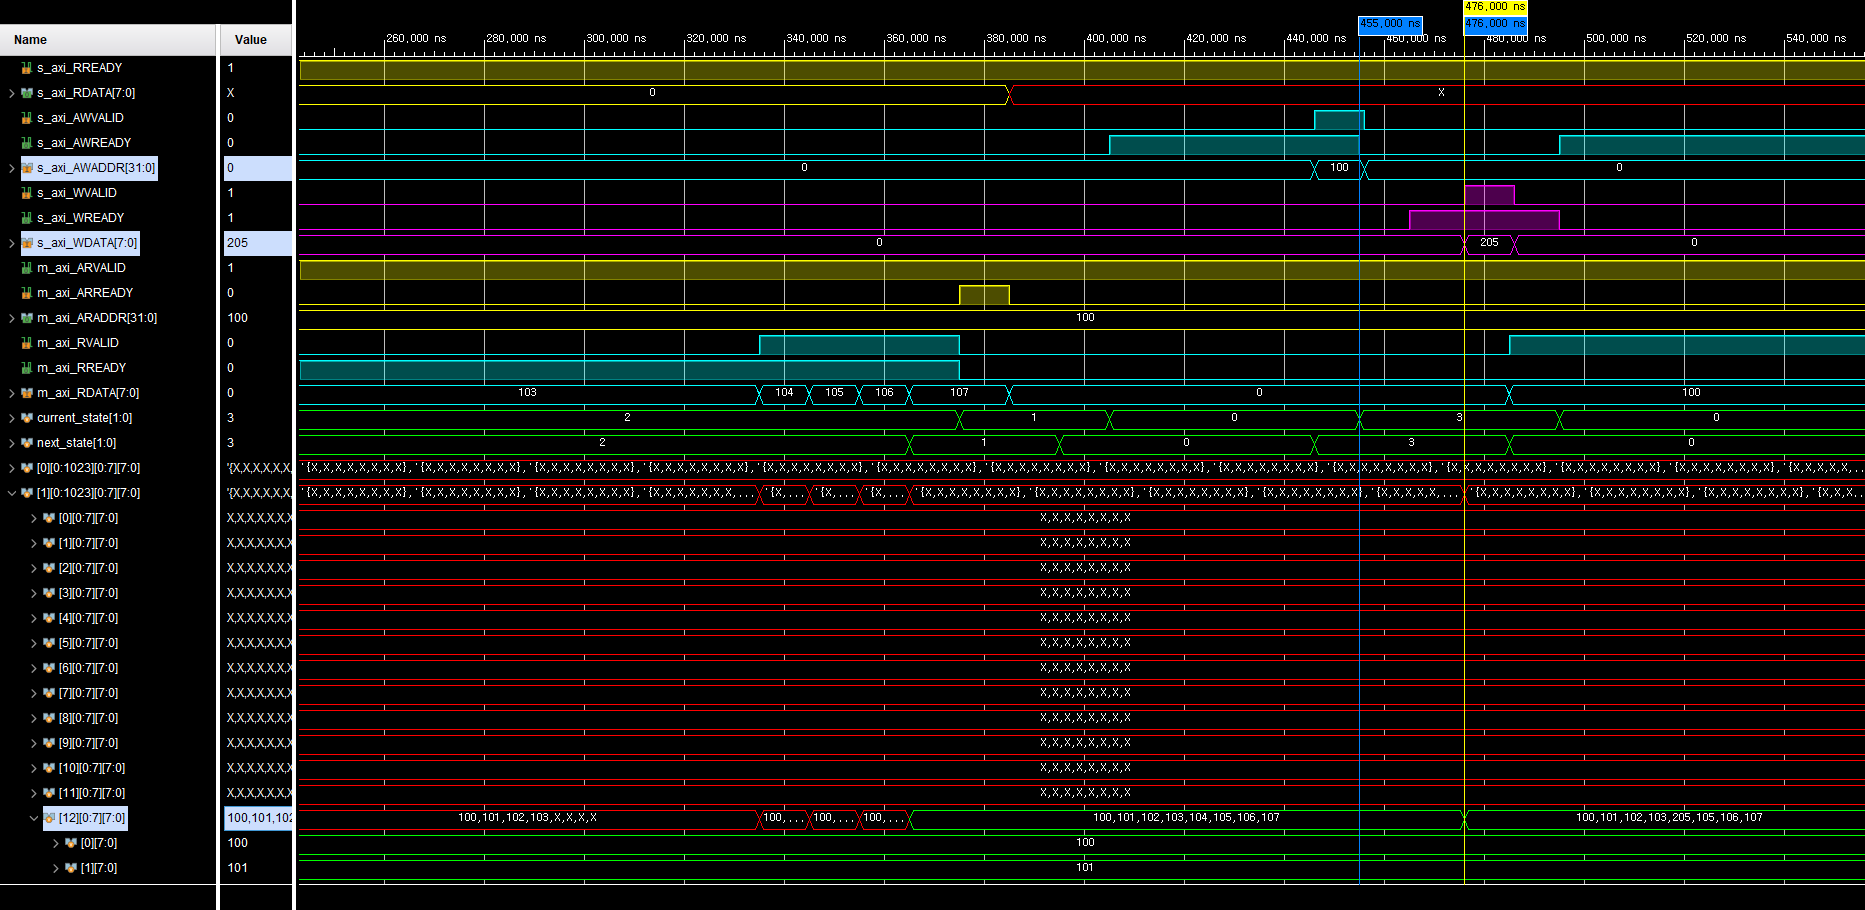 476,000 ns
455,000 ns 476,000 ns
Name Value 260,000 ns 280,000 ns 300,000 ns 320,000 ns 340,000 ns 360,000 ns 380,000 ns 400,000 ns 420,000 ns 440,000 ns 460,000 ns 480,000 ns 500,000 ns 520,000 ns 540,000 ns
s_axi_RREADY 1
s_axi_RDATA[7:0] X 0 X
s_axi_AWVALID 0
s_axi_AWREADY 0
s_axi_AWADDR[31:0] 0 0 100 0
s_axi_WVALID 1
s_axi_WREADY 1
s_axi_WDATA[7:0] 205 0 205 0
m_axi_ARVALID 1
m_axi_ARREADY 0
m_axi_ARADDR[31:0] 100 100
m_axi_RVALID 0
m_axi_RREADY 0
m_axi_RDATA[7:0] 0 103 104 105 106 107 0 100
current_state[1:0] 3 2 1 0 3 0
next_state[1:0] 3 2 1 0 3 0
[0][0:1023][0:7][7:0] '{X,X,X,X,X,X, '{X,X,X,X,X,X,X,X},'{X,X,X,X,X,X,X,X},'{X,X,X,X,X,X,X,X},'{X,X,X,X,X,X,X,X},'{X,X,X,X,X,X,X,X},'{X,X,X,X,X,X,X,X},'{X,X,X,X,X,X,X,X},'{X,X,X,X,X,X,X,X},'{X,X,X,X,X,X,X,X},'{X,X,X,X,X,X,X,X},'{X,X,X,X,X,X,X,X},'{X,X,X,X,X,X,X,X},'{X,X,X,X,X,X,X,X},'{X,X,X,X...
[1][0:1023][0:7][7:0] '{X,X,X,X,X,X, '{X,X,X,X,X,X,X,X},'{X,X,X,X,X,X,X,X},'{X,X,X,X,X,X,X,X},'{X,X,X,X,X,X,X,... '{X,... '{X,... '{X,... '{X,X,X,X,X,X,X,X},'{X,X,X,X,X,X,X,X},'{X,X,X,X,X,X,X,X},'{X,X,X,X,X,X,X,X},'{X,X,X,X,X,... '{X,X,X,X,X,X,X,X},'{X,X,X,X,X,X,X,X},'{X,X,X,X,X,X,X,X},'{X,X,X...
[0][0:7][7:0] X,X,X,X,X,X,X X,X,X,X,X,X,X,X
[1][0:7][7:0] X,X,X,X,X,X,X X,X,X,X,X,X,X,X
[2][0:7][7:0] X,X,X,X,X,X,X X,X,X,X,X,X,X,X
[3][0:7][7:0] X,X,X,X,X,X,X X,X,X,X,X,X,X,X
[4][0:7][7:0] X,X,X,X,X,X,X X,X,X,X,X,X,X,X
[5][0:7][7:0] X,X,X,X,X,X,X X,X,X,X,X,X,X,X
[6][0:7][7:0] X,X,X,X,X,X,X X,X,X,X,X,X,X,X
[7][0:7][7:0] X,X,X,X,X,X,X X,X,X,X,X,X,X,X
[8][0:7][7:0] X,X,X,X,X,X,X X,X,X,X,X,X,X,X
[9][0:7][7:0] X,X,X,X,X,X,X X,X,X,X,X,X,X,X
[10][0:7][7:0] X,X,X,X,X,X,X X,X,X,X,X,X,X,X
[11][0:7][7:0] X,X,X,X,X,X,X X,X,X,X,X,X,X,X
[12][0:7][7:0] 100,101,102 100,101,102,103,X,X,X,X 100,... 100,... 100,... 100,101,102,103,104,105,106,107 100,101,102,103,205,105,106,107
[0][7:0] 100 100
[1][7:0] 101 101